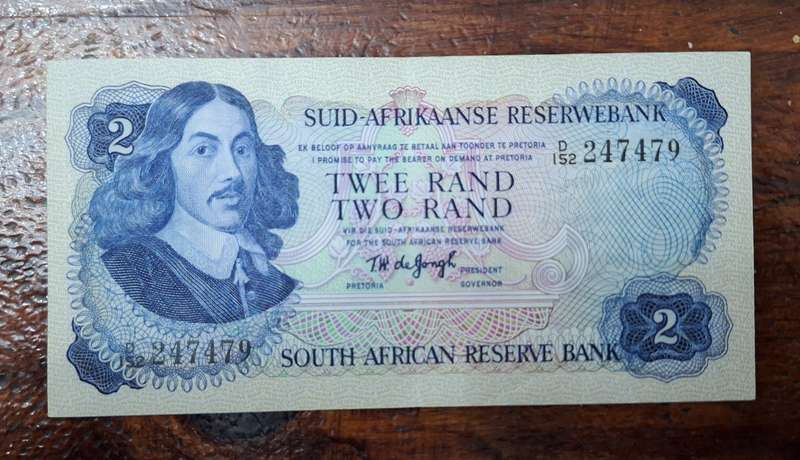 2
SUID-AFRIKAANSE RESERWEBANK
EK BELOOF OP AANVRAAG TE BETAAL AAN TOONDER TE PRETORIA
I PROMISE TO PAY THE BEARER ON DEMAND AT PRETORIA
D/152 247479
TWEE RAND
TWO RAND
VIR DIE SUID-AFRIKAANSE RESERWEBANK
FOR THE SOUTH AFRICAN RESERVE BANK
T.W. de Jongh
PRESIDENT
PRETORIA
GOVERNOR
2
D/152 247479
SOUTH AFRICAN RESERVE BANK